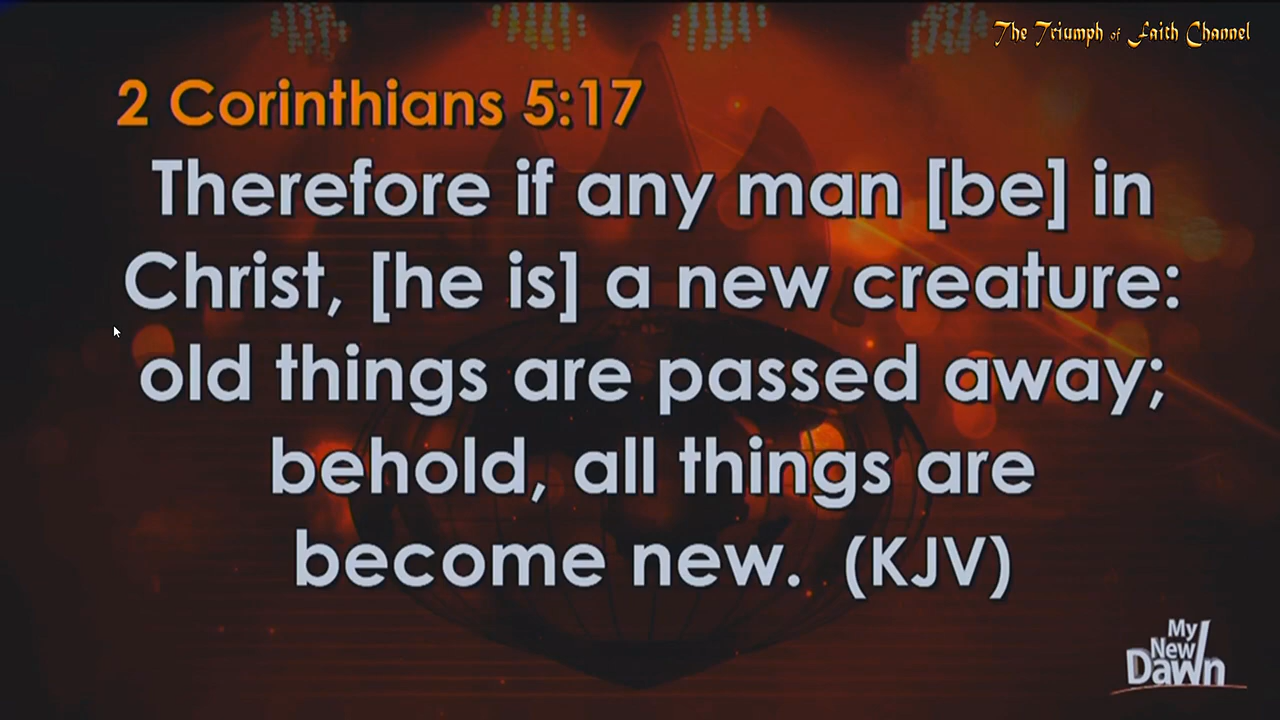 The Triumph of Faith Channel
2 Corinthians 5:17
Therefore if any man [be] in
Christ, [he is] a new creature:
old things are passed away;
behold, all things are
become new. (KJV)
My
New
Dawn